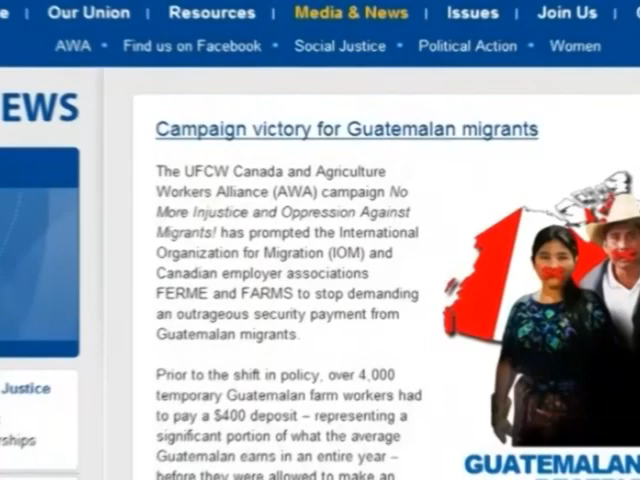 Our Union | Resources | Media & News | Issues | Join Us |
AWA • Find us on Facebook • Social Justice • Political Action • Women
EWS
Campaign victory for Guatemalan migrants
The UFCW Canada and Agriculture
Workers Alliance (AWA) campaign No
More Injustice and Oppression Against
Migrants! has prompted the International
Organization for Migration (IOM) and
Canadian employer associations
FERME and FARMS to stop demanding
an outrageous security payment from
Guatemalan migrants.
Prior to the shift in policy, over 4,000
temporary Guatemalan farm workers had
to pay a $400 deposit – representing a
significant portion of what the average
Guatemalan earns in an entire year –
before they were allowed to make an
Justice
rships
GUATEMALAN